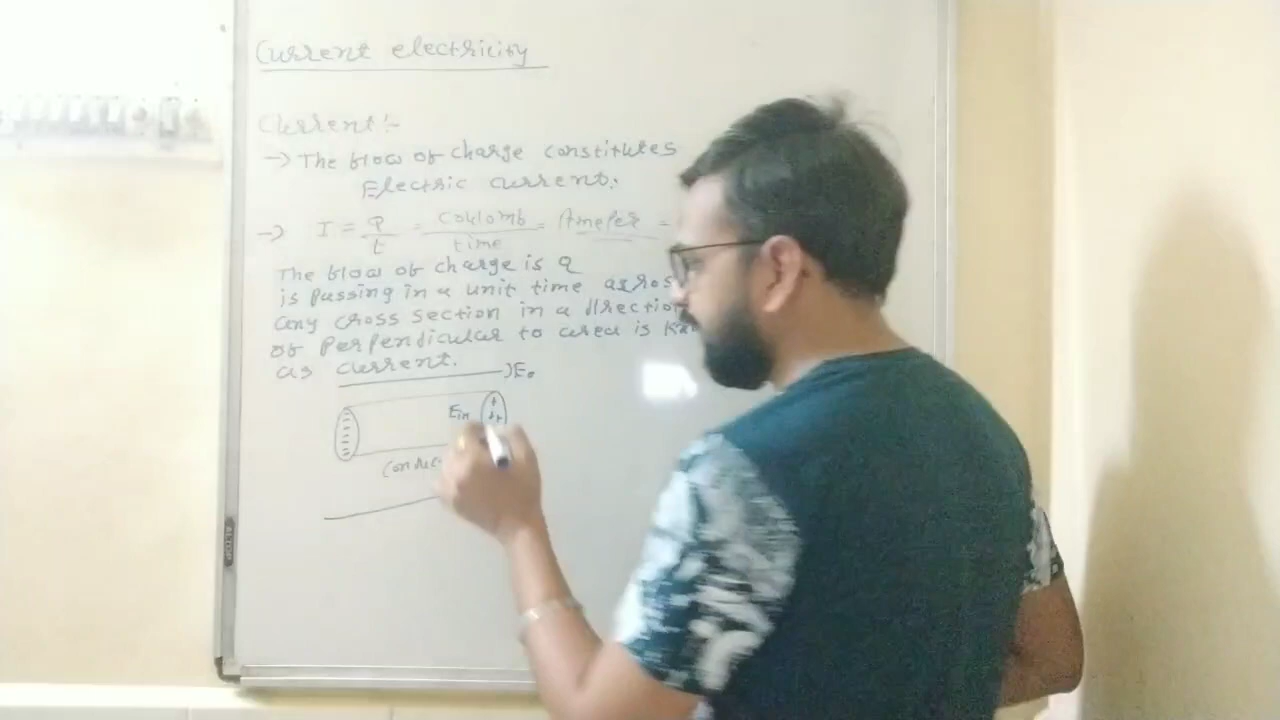 Current electricity
Current:-
→ The flow of charge constitutes
Electric current.
→ I = Q/t = Coulomb/time = Ampere =
The flow of charge is Q
is passing in a unit time across
any cross section in a direction
of perpendicular to area is
as current.
E₀
Ein
Conduc
ALTOP